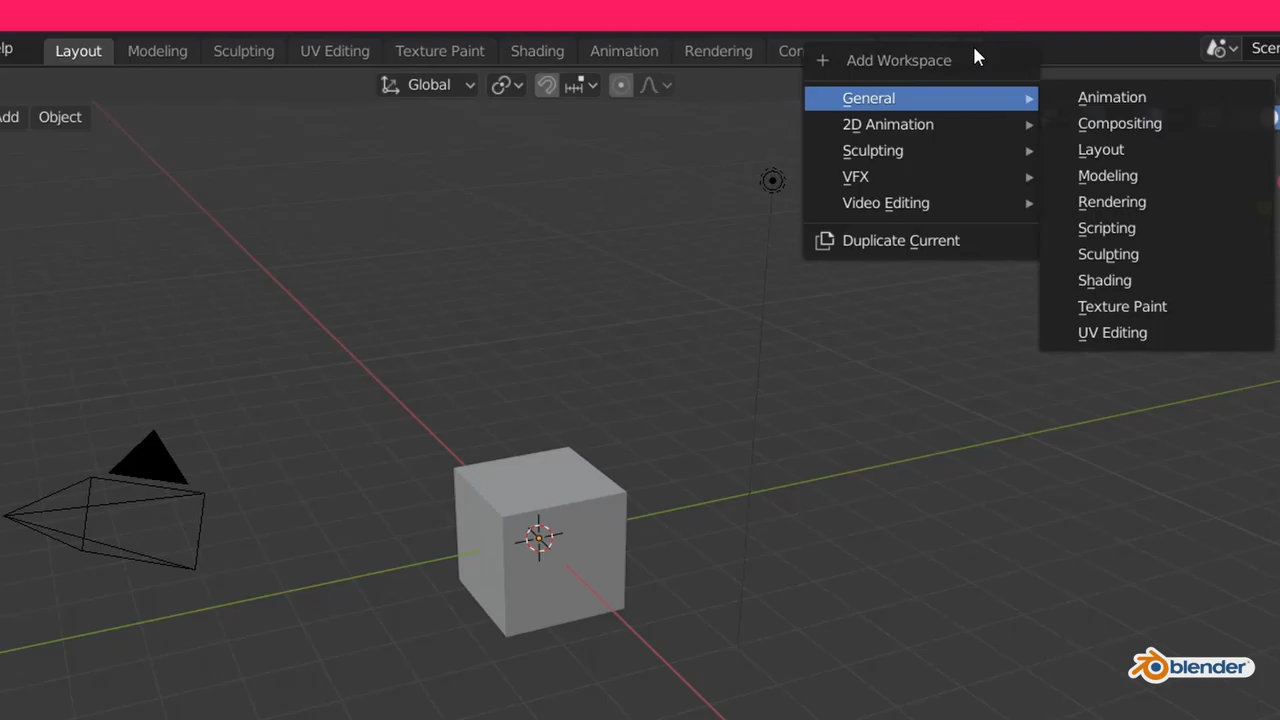 lp Layout Modeling Sculpting UV Editing Texture Paint Shading Animation Rendering Con
+ Add Workspace
Scen
Global
General
2D Animation
Sculpting
VFX
Video Editing
Duplicate Current
Animation
Compositing
Layout
Modeling
Rendering
Scripting
Sculpting
Shading
Texture Paint
UV Editing
dd Object
blender